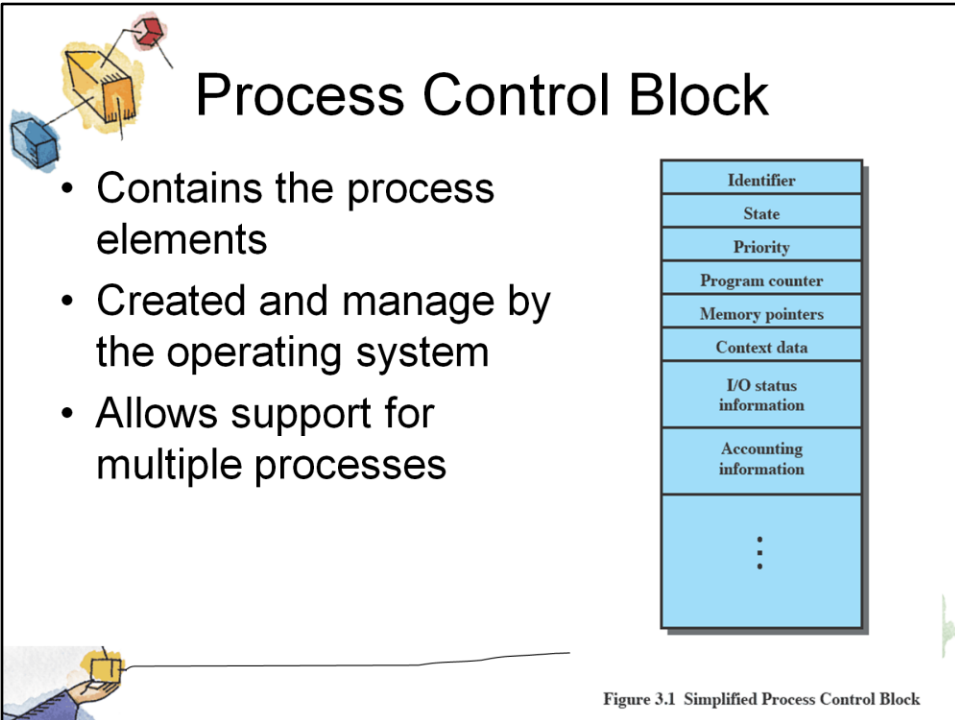 Process Control Block
• Contains the process
elements
• Created and manage by
the operating system
• Allows support for
multiple processes
Identifier
State
Priority
Program counter
Memory pointers
Context data
I/O status
information
Accounting
information
⋮
Figure 3.1 Simplified Process Control Block